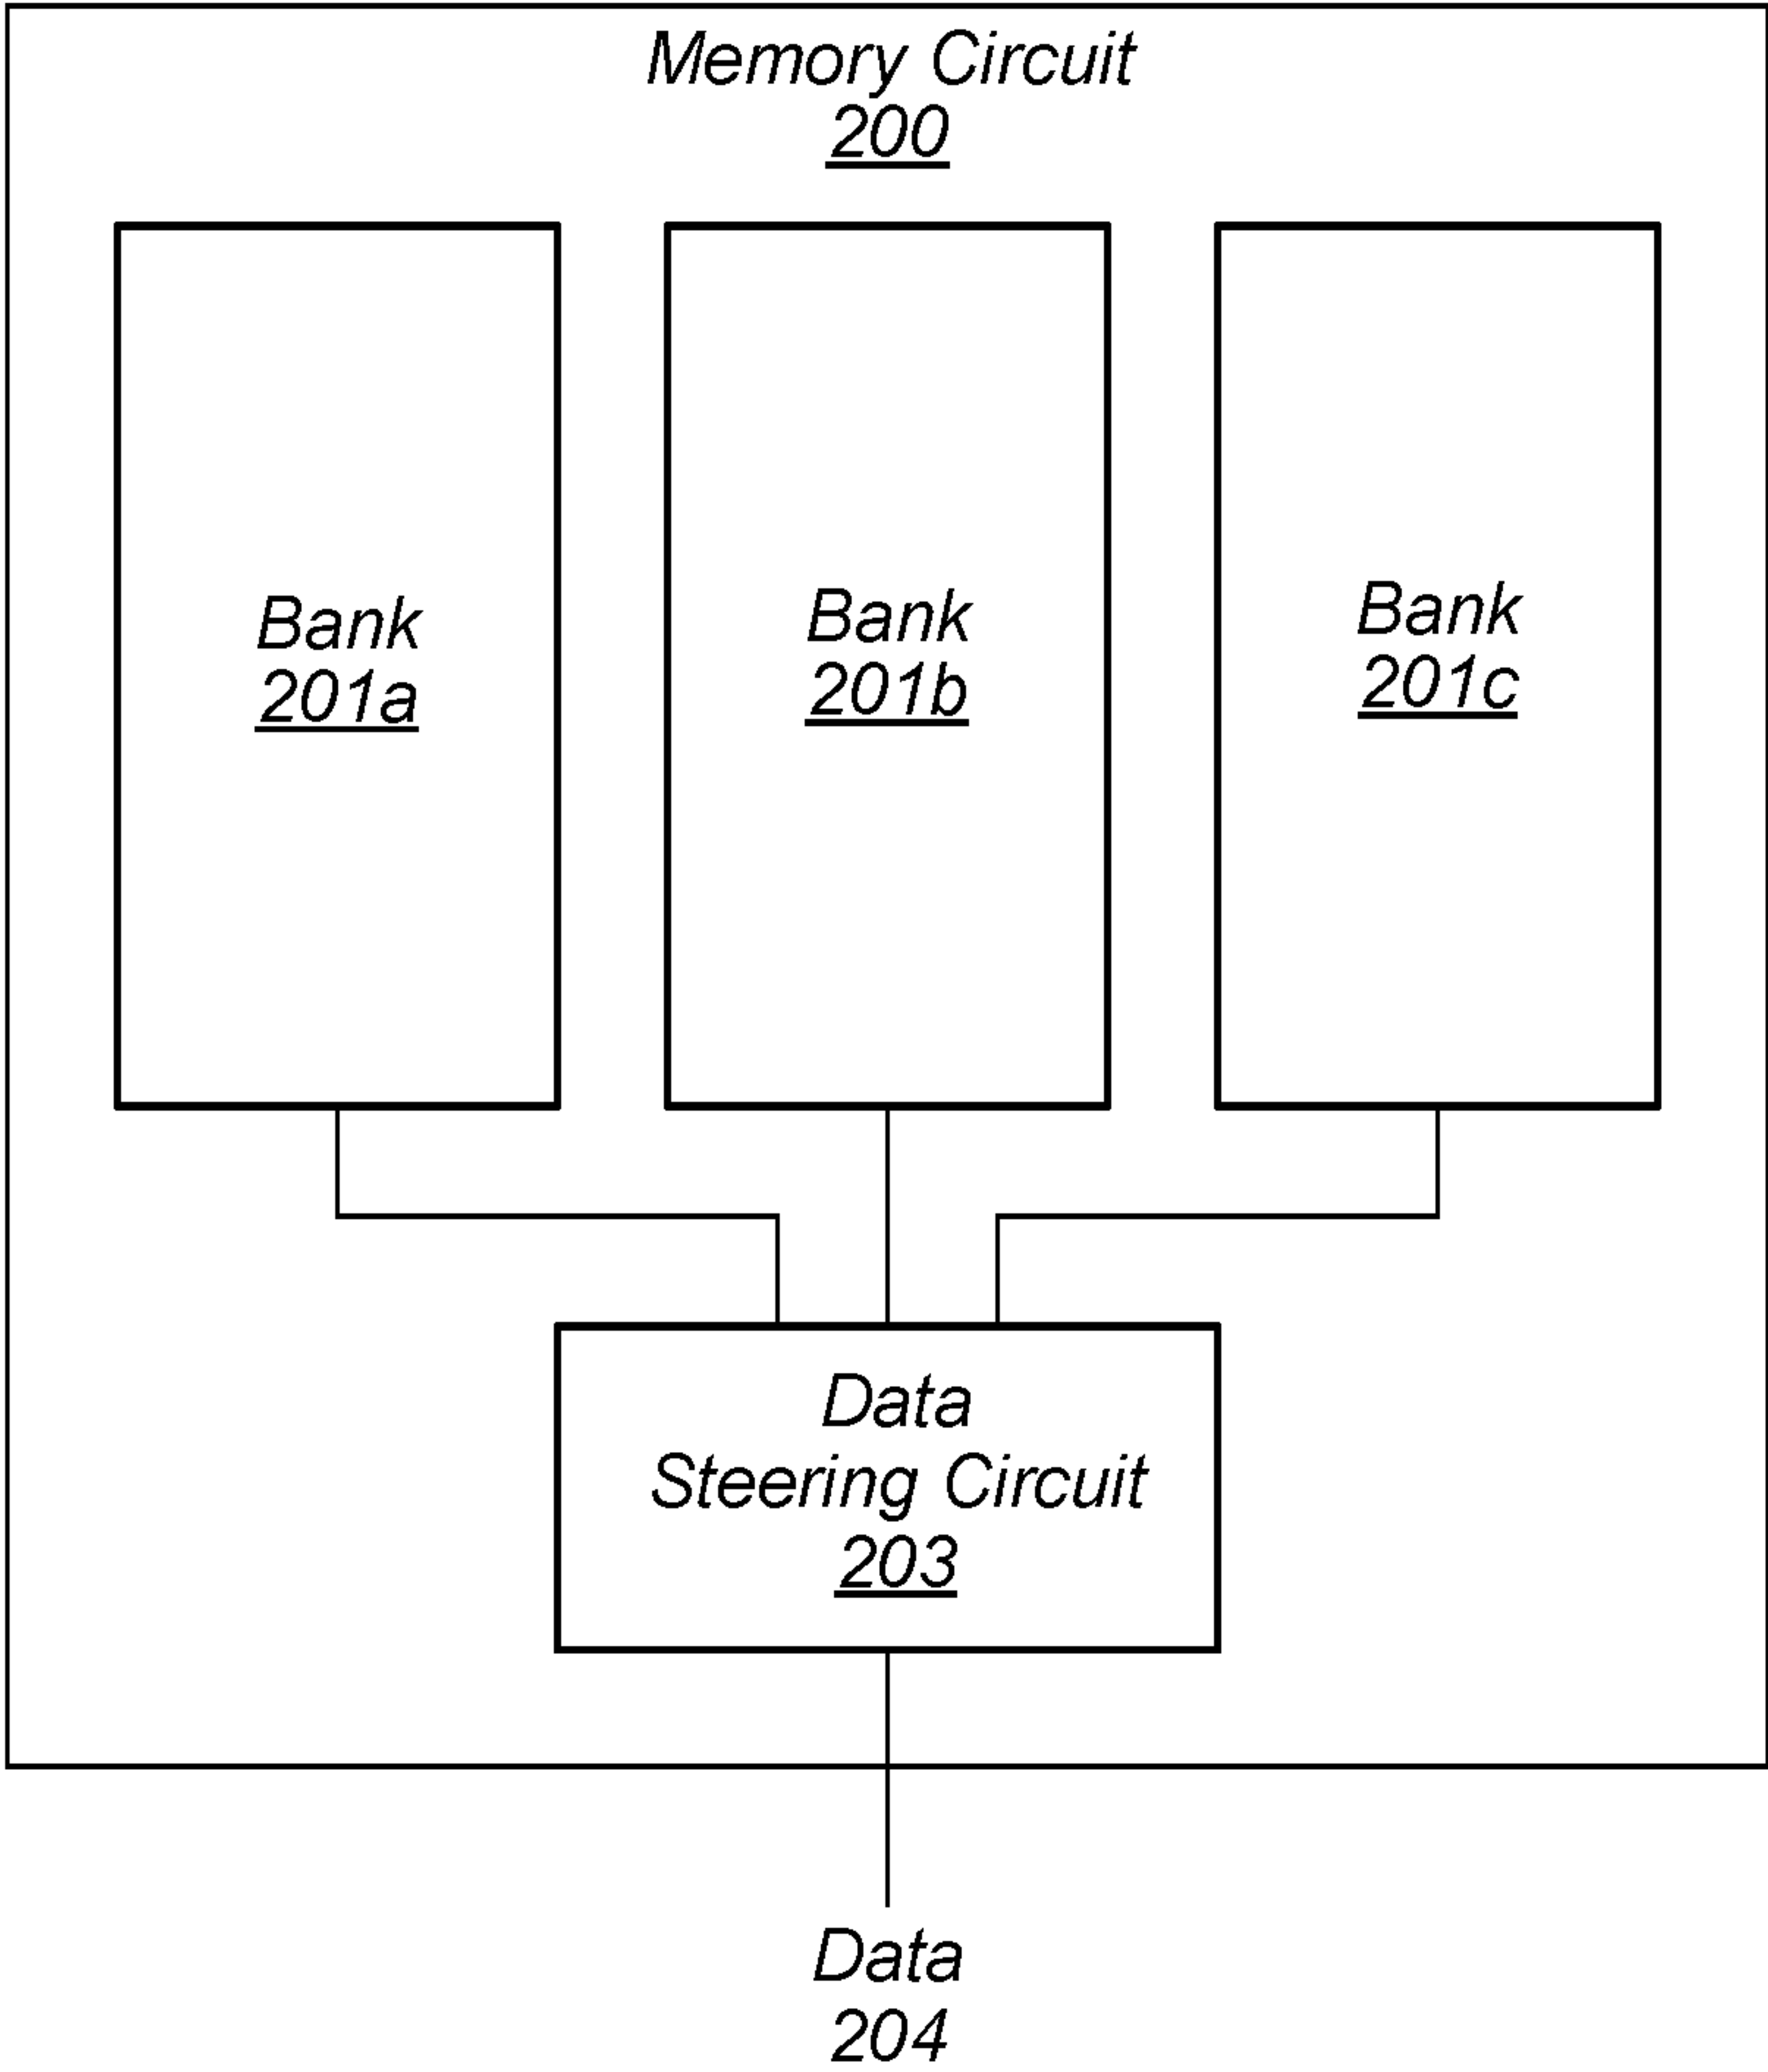 Memory Circuit
200
Bank
201a
Bank
201b
Bank
201c
Data
Steering Circuit
203
Data
204